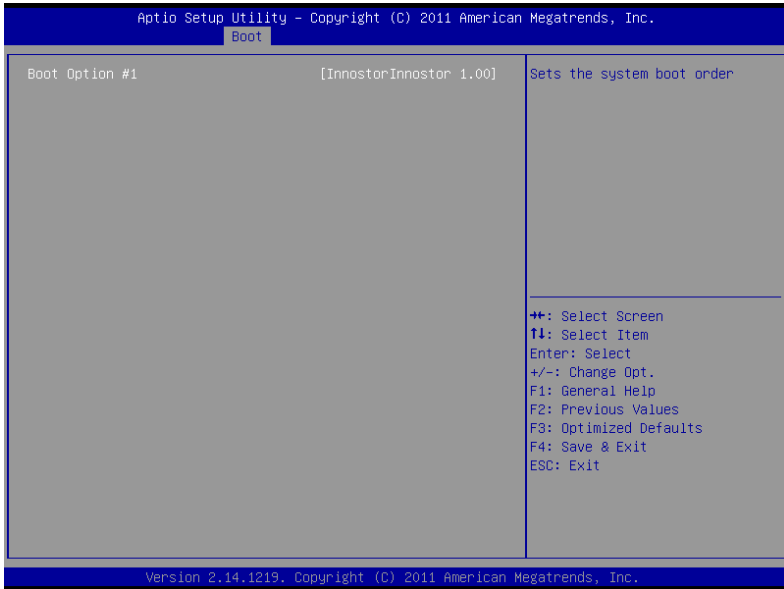 Aptio Setup Utility – Copyright (C) 2011 American Megatrends, Inc.
Boot
Boot Option #1 [InnostorInnostor 1.00]
Sets the system boot order
→←: Select Screen
↑↓: Select Item
Enter: Select
+/-: Change Opt.
F1: General Help
F2: Previous Values
F3: Optimized Defaults
F4: Save & Exit
ESC: Exit
Version 2.14.1219. Copyright (C) 2011 American Megatrends, Inc.